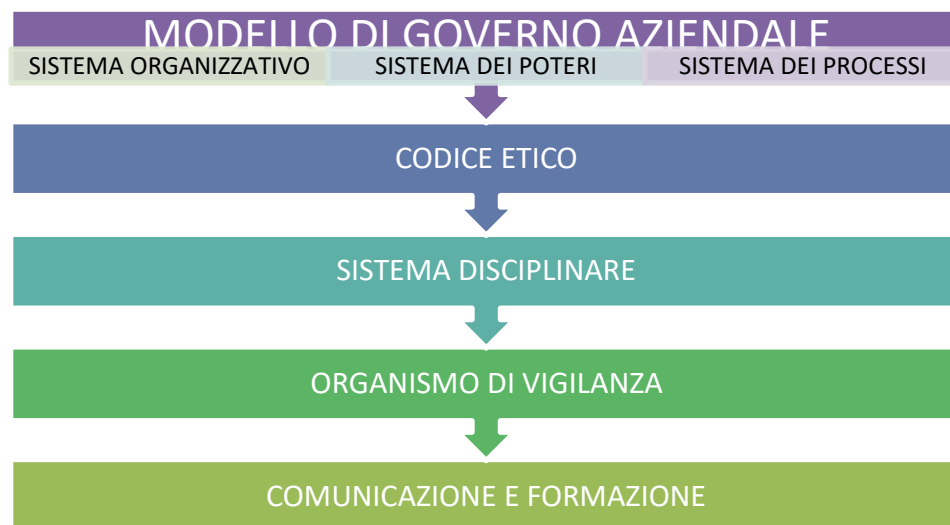 MODELLO DI GOVERNO AZIENDALE
SISTEMA ORGANIZZATIVO SISTEMA DEI POTERI SISTEMA DEI PROCESSI
CODICE ETICO
SISTEMA DISCIPLINARE
ORGANISMO DI VIGILANZA
COMUNICAZIONE E FORMAZIONE